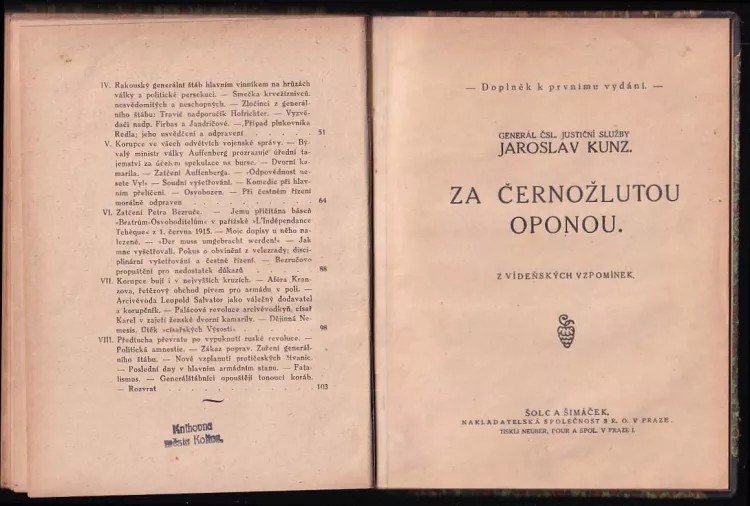 IV. Rakouský generální štáb hlavním vinníkem na hrůzách
války a politické persekuci. — Smečka krvežíznivců,
nesvědomitých a neschopných. — Zločinci z generál-
ního štábu: Travič nadporučík Hofrichter. — Vyzvě-
dači nadp. Firbas a Jandričové. — Případ plukovníka
Redla; jeho usvědčení a odpravení . . . . . . 51
V. Korupce ve všech odvětvích vojenské správy. — Bý-
valý ministr války Auffenberg prozrazuje úřední ta-
jemství za účelem spekulace na burse. — Dvorní ka-
marila. — Zatčení Auffenberga. — »Odpovědnost ne-
sete Vy!« — Soudní vyšetřování. — Komedie při hlav-
ním přelíčení. — Osvobozen. — Při čestném řízení
morálně odpraven . . . . . . . . . . 64
VI. Zatčení Petra Bezruče. — Jemu přičítána báseň
»Bratrům-Osvoboditelům« v pařížské »L'Indépendance
Tchèque« z 1. června 1915. — Moje dopisy u něho na-
lezené. — »Der muss umgebracht werden!« — Jak
mne vyšetřovali. Pokus o obvinění z velezrady; disci-
plinární vyšetřování a čestné řízení. — Bezručovo
propuštění pro nedostatek důkazů . . . . . . 88
VII. Korupce bují i v nejvyšších kruzích. — Aféra Kran-
zova, řetězový obchod pivem pro armádu v poli. —
Arcivévoda Leopold Salvator jako válečný dodavatel
a korupčník. — Palácová revoluce arcivévodkyň, císař
Karel v zajetí ženské dvorní kamarily. — Dějinná Ne-
mesis. Útěk »císařských Výsostí« . . . . . . 98
VIII. Předtucha převratu po vypuknutí ruské revoluce. —
Politická amnestie. — Zákaz poprav. Zuření generál-
ního štábu. — Nové vzplanutí protičeských štvanic.
— Poslední dny v hlavním armádním stanu. — Fata-
lismus. — Generálštábníci opouštějí tonoucí koráb.
— Rozvrat . . . . . . . . . . . . 103
Knihovna
města Kolína.
— Doplněk k prvnímu vydání. —
GENERÁL ČSL. JUSTIČNÍ SLUŽBY
JAROSLAV KUNZ.
ZA ČERNOŽLUTOU
OPONOU.
Z VÍDEŇSKÝCH VZPOMÍNEK.
ŠOLC A ŠIMÁČEK,
NAKLADATELSKÁ SPOLEČNOST S R. O. V PRAZE.
TISKLI NEUBER, POUR A SPOL. V PRAZE I.